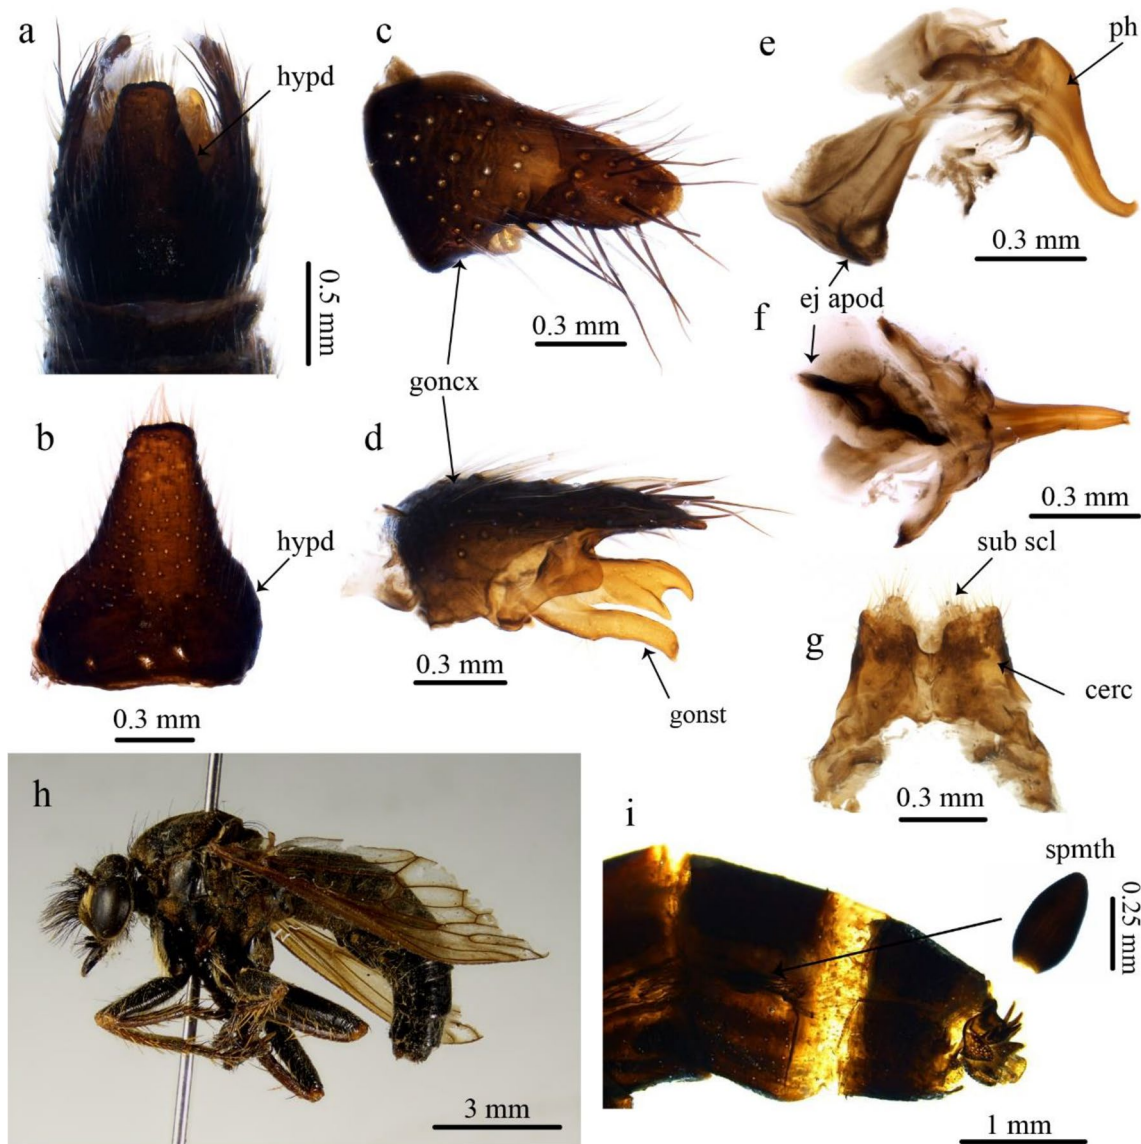 a
hypd
0.5 mm
b
hypd
0.3 mm
c
0.3 mm
goncx
d
0.3 mm
gonst
e
ph
0.3 mm
ej apod
f
0.3 mm
sub scl
g
cerc
0.3 mm
h
3 mm
i
spmth
0.25 mm
1 mm